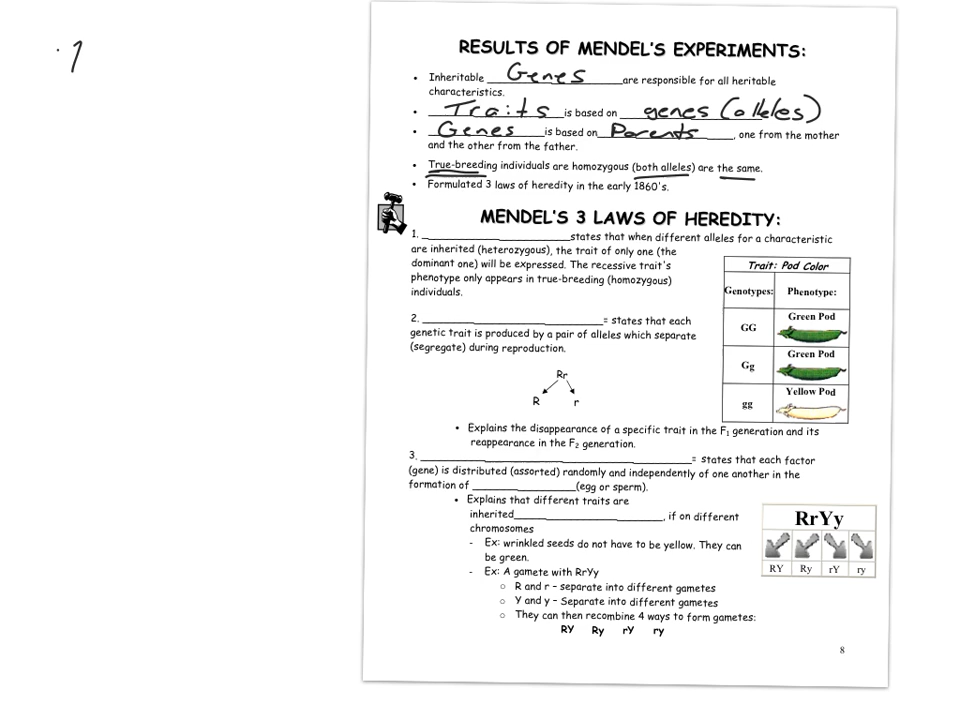 · 1
RESULTS OF MENDEL'S EXPERIMENTS:
• Inheritable Genes are responsible for all heritable
characteristics.
• Traits is based on genes (alleles)
• Genes is based on Parents, one from the mother
and the other from the father.
• True-breeding individuals are homozygous (both alleles) are the same.
• Formulated 3 laws of heredity in the early 1860's.
MENDEL'S 3 LAWS OF HEREDITY:
1. ______________________states that when different alleles for a characteristic
are inherited (heterozygous), the trait of only one (the
dominant one) will be expressed. The recessive trait's
phenotype only appears in true-breeding (homozygous)
individuals.
Trait: Pod Color
Genotypes: Phenotype:
GG Green Pod
Gg Green Pod
gg Yellow Pod
2. ___________________________= states that each
genetic trait is produced by a pair of alleles which separate
(segregate) during reproduction.
Rr
R r
• Explains the disappearance of a specific trait in the F₁ generation and its
reappearance in the F₂ generation.
3. _________________________________________= states that each factor
(gene) is distributed (assorted) randomly and independently of one another in the
formation of _______________(egg or sperm).
• Explains that different traits are
inherited______________________, if on different
chromosomes
- Ex: wrinkled seeds do not have to be yellow. They can
be green.
- Ex: A gamete with RrYy
o R and r – separate into different gametes
o Y and y – Separate into different gametes
o They can then recombine 4 ways to form gametes:
RY Ry rY ry
RrYy
RY Ry rY ry
8